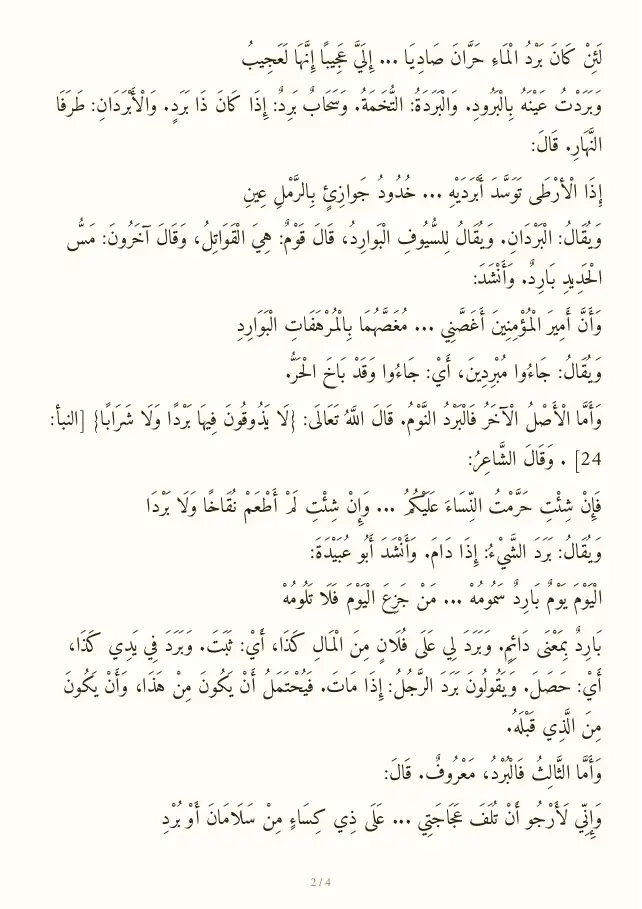 لَئِنْ كَانَ بَرْدُ الْمَاءِ حَرَّانَ صَادِيَا ... إِلَيَّ عَجِيبًا إِنَّهَا لَعَجِيبُ
وَبَرَدْتُ عَيْنَهُ بِالْبَرُودِ. وَالْبَرَدَةُ: التُّخَمَةُ. وَسَحَابٌ بَرِدٌ: إِذَا كَانَ ذَا بَرَدٍ. وَالْأَبْرَدَانِ: طَرَفَا
النَّهَارِ. قَالَ:
إِذَا الْأَرْطَى تَوَسَّدَ أَبْرَدَيْهِ ... خُدُودُ جَوَازِئٍ بِالرَّمْلِ عِينِ
وَيُقَالُ: الْبَرْدَانِ. وَيُقَالُ لِلسُّيُوفِ الْبَوَارِدُ، قَالَ قَوْمٌ: هِيَ الْقَوَاتِلُ، وَقَالَ آخَرُونَ: مَسُّ
الْحَدِيدِ بَارِدٌ. وَأَنْشَدَ:
وَأَنَّ أَمِيرَ الْمُؤْمِنِينَ أَغَصَّنِي ... مُغَصَّهُمَا بِالْمُرْهَفَاتِ الْبَوَارِدِ
وَيُقَالُ: جَاءُوا مُبْرِدِينَ، أَيْ: جَاءُوا وَقَدْ بَاخَ الْحَرُّ.
وَأَمَّا الْأَصْلُ الْآخَرُ فَالْبَرْدُ النَّوْمُ. قَالَ اللَّهُ تَعَالَى: {لَا يَذُوقُونَ فِيهَا بَرْدًا وَلَا شَرَابًا} [النبأ:
24] . وَقَالَ الشَّاعِرُ:
فَإِنْ شِئْتِ حَرَّمْتُ النِّسَاءَ عَلَيْكُمُ ... وَإِنْ شِئْتِ لَمْ أَطْعَمْ نُقَاخًا وَلَا بَرْدَا
وَيُقَالُ: بَرَدَ الشَّيْءُ: إِذَا دَامَ. وَأَنْشَدَ أَبُو عُبَيْدَةَ:
الْيَوْمَ يَوْمٌ بَارِدٌ سَمُومُهْ ... مَنْ جَزِعَ الْيَوْمَ فَلَا تَلُومُهْ
بَارِدٌ بِمَعْنَى دَائِمٍ. وَبَرَدَ لِي عَلَى فُلَانٍ مِنَ الْمَالِ كَذَا، أَيْ: ثَبَتَ. وَبَرَدَ فِي يَدِي كَذَا،
أَيْ: حَصَلَ. وَيَقُولُونَ بَرَدَ الرَّجُلُ: إِذَا مَاتَ. فَيُحْتَمَلُ أَنْ يَكُونَ مِنْ هَذَا، وَأَنْ يَكُونَ
مِنَ الَّذِي قَبْلَهُ.
وَأَمَّا الثَّالِثُ فَالْبُرْدُ، مَعْرُوفٌ. قَالَ:
وَإِنِّي لَأَرْجُو أَنْ تُلَفَ عَجَاجَتِي ... عَلَى ذِي كِسَاءٍ مِنْ سَلَامَانَ أَوْ بُرْدِ
2 / 4